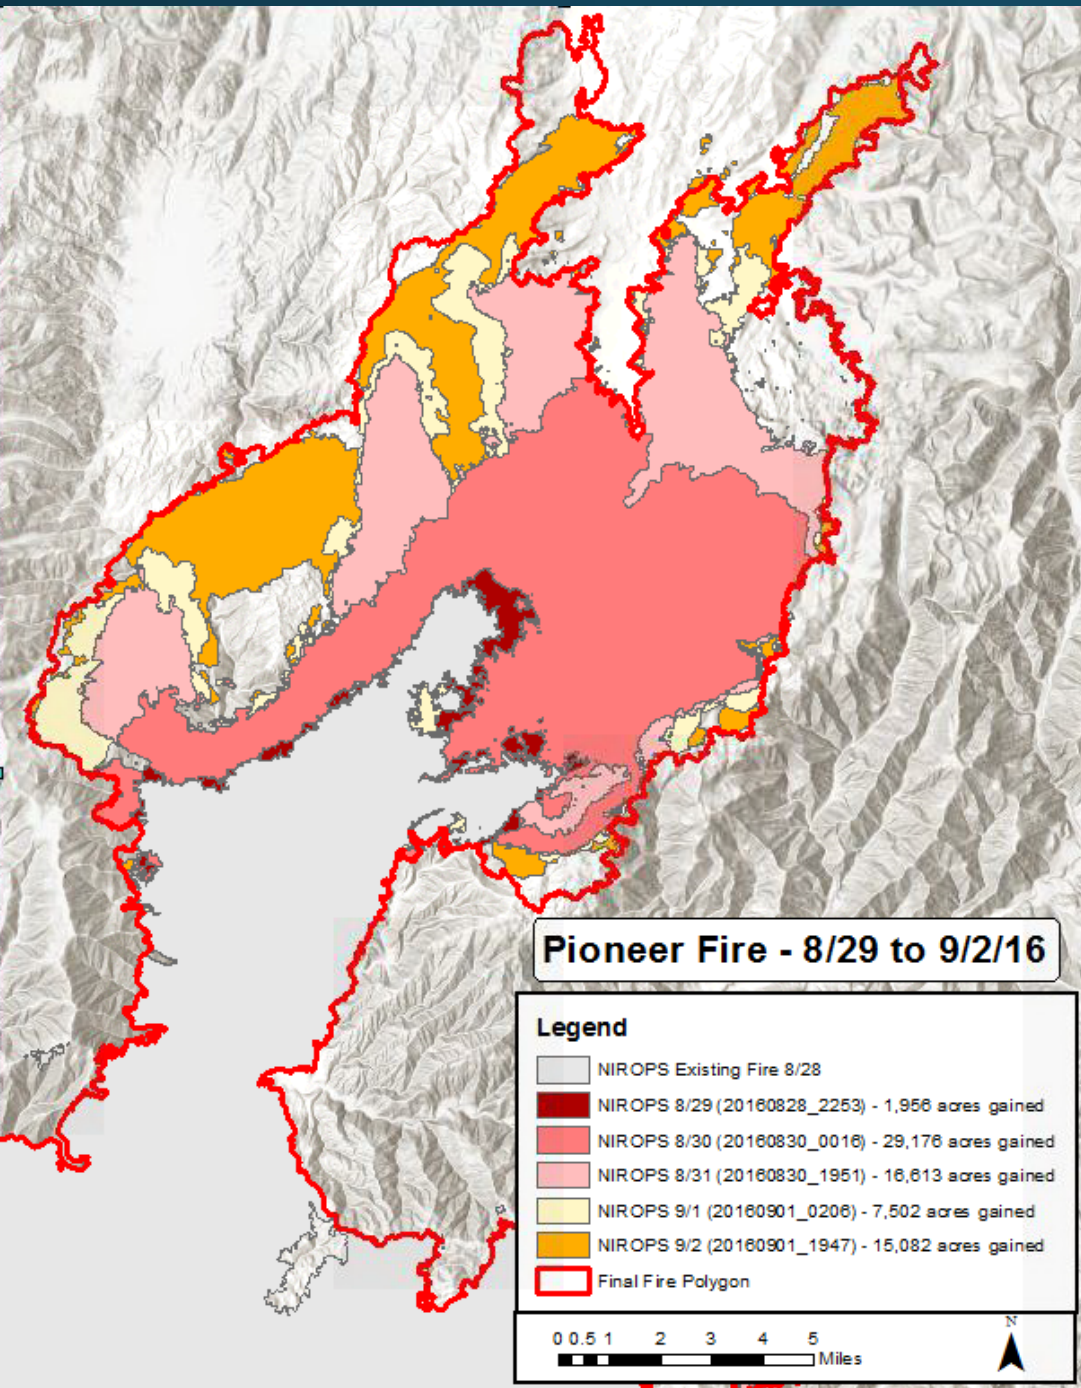 Pioneer Fire - 8/29 to 9/2/16
Legend
NIROPS Existing Fire 8/28
NIROPS 8/29 (20160828_2253) - 1,956 acres gained
NIROPS 8/30 (20160830_0016) - 29,176 acres gained
NIROPS 8/31 (20160830_1951) - 16,613 acres gained
NIROPS 9/1 (20160901_0206) - 7,502 acres gained
NIROPS 9/2 (20160901_1947) - 15,082 acres gained
Final Fire Polygon
N
0 0.5 1 2 3 4 5
Miles